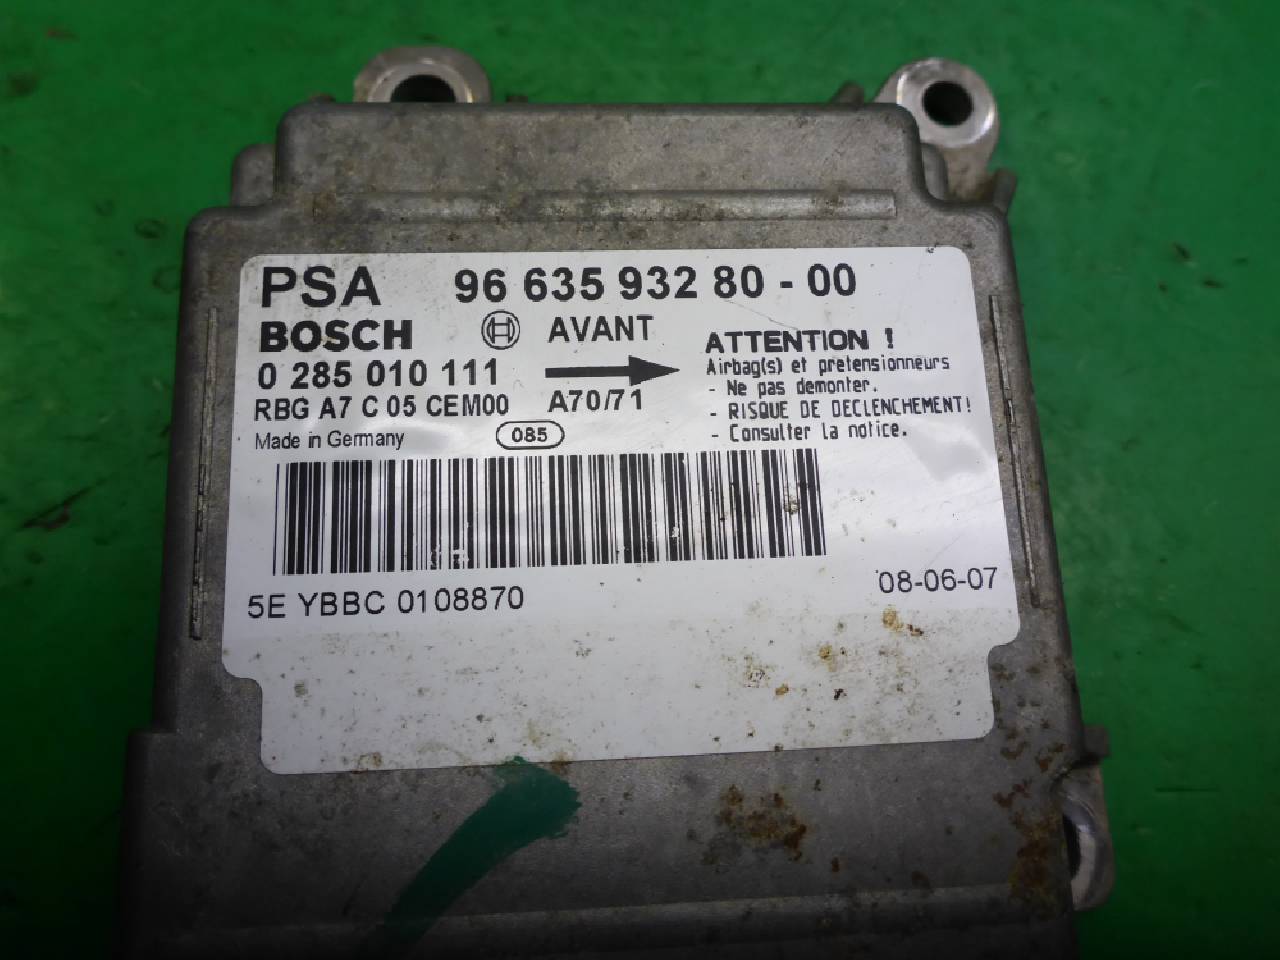 PSA 96 635 932 80 - 00
BOSCH AVANT
0 285 010 111
RBG A7 C 05 CEM00 A70/71
Made in Germany 085
ATTENTION !
Airbag(s) et pretensionneurs
- Ne pas demonter.
- RISQUE DE DECLENCHEMENT!
- Consulter la notice.
5E YBBC 0108870 08-06-07